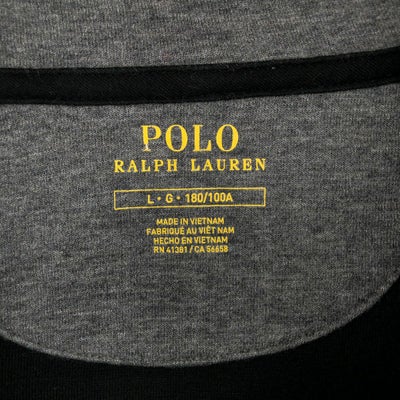 POLO
RALPH LAUREN
L • G • 180/100A
MADE IN VIETNAM
FABRIQUÉ AU VIÊT NAM
HECHO EN VIETNAM
RN 41381 / CA 56658